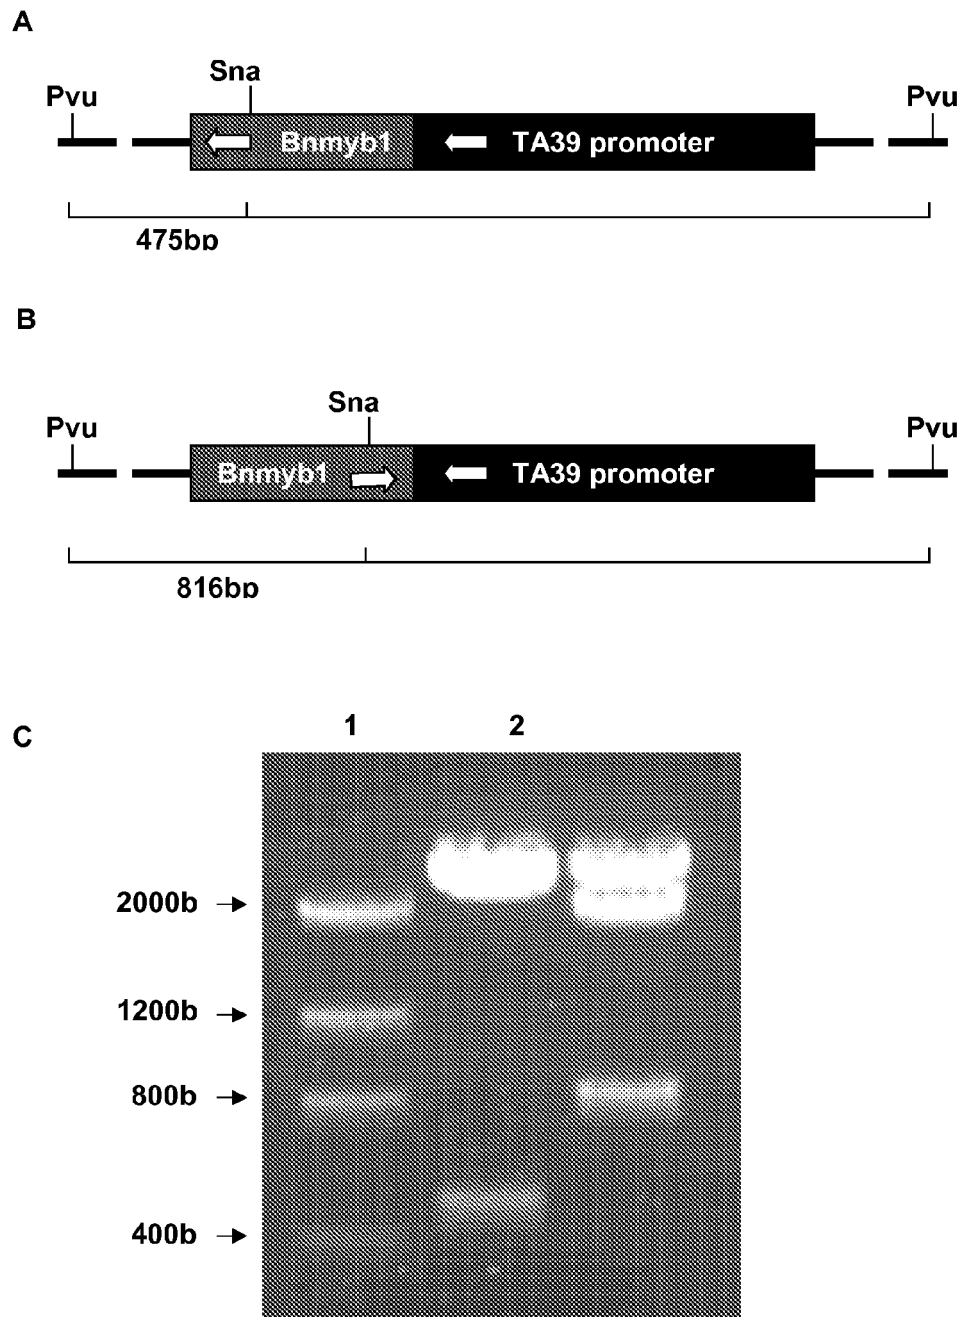 A
Sna
Pvu Pvu
Bnmyb1 TA39 promoter
475bp
B
Sna
Pvu Pvu
Bnmyb1 TA39 promoter
816bp
C
1 2
2000b
1200b
800b
400b